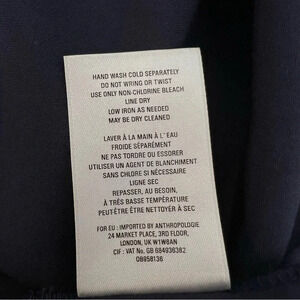 HAND WASH COLD SEPARATELY
DO NOT WRING OR TWIST
USE ONLY NON-CHLORINE BLEACH
LINE DRY
LOW IRON AS NEEDED
MAY BE DRY CLEANED
LAVER À LA MAIN À L' EAU
FROIDE SÉPARÉMENT
NE PAS TORDRE OU ESSORER
UTILISER UN AGENT DE BLANCHIMENT
SANS CHLORE SI NÉCESSAIRE
LIGNE SEC
REPASSER, AU BESOIN,
À TRÈS BASSE TEMPÉRATURE
PEUT-ÊTRE ÊTRE NETTOYÉR À SEC
FOR EU : IMPORTED BY ANTHROPOLOGIE
24 MARKET PLACE, 3RD FLOOR,
LONDON, UK W1W8AN
CIF : VAT No. GB 684936382
OB958136